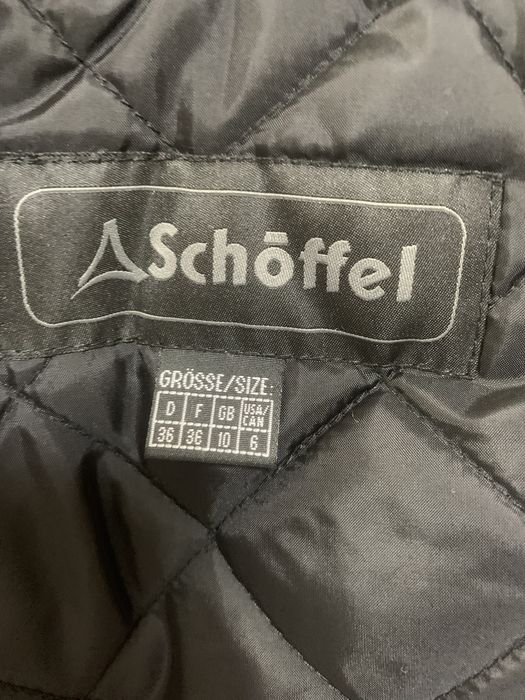 Schöffel
GRÖSSE/SIZE:
D F GB USA/CAN
36 36 10 6